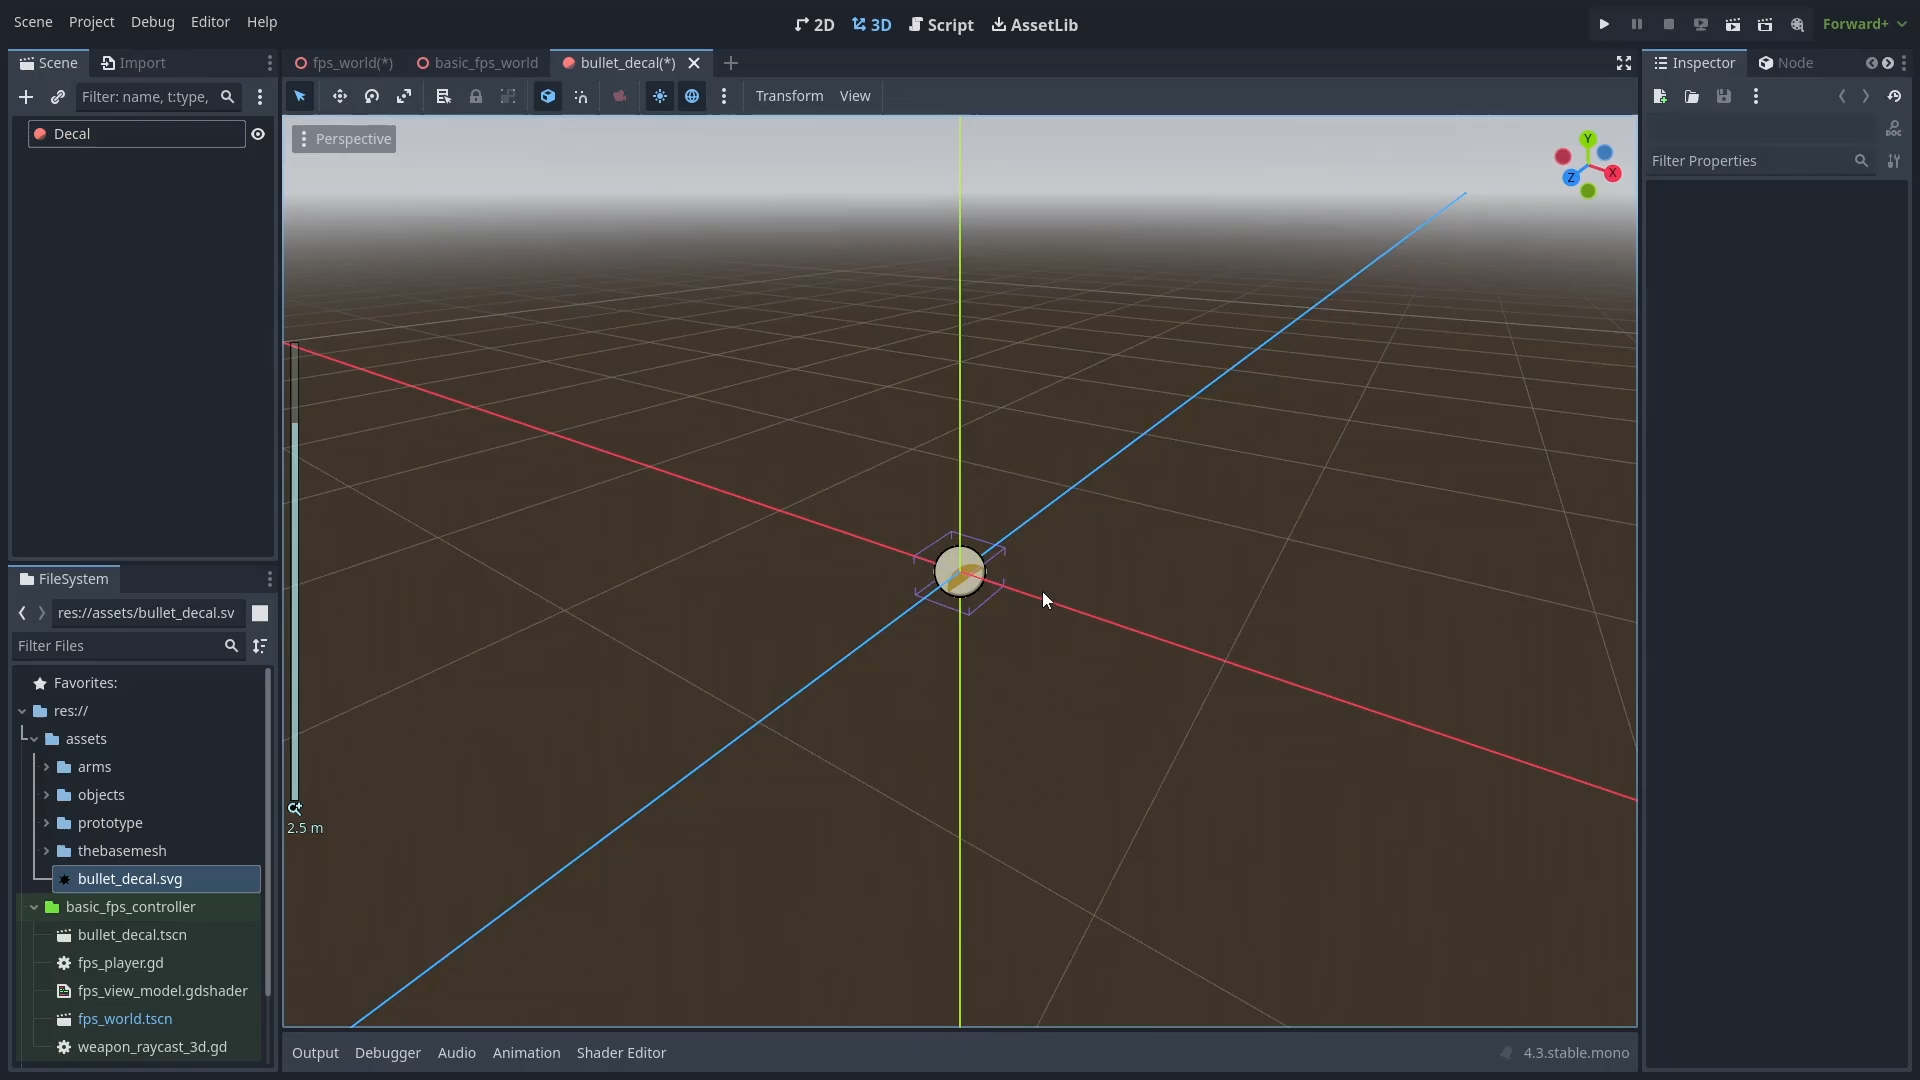 Scene Project Debug Editor Help
2D 3D Script AssetLib
Forward+
Scene Import
fps_world(*) basic_fps_world bullet_decal(*)
Inspector Node
Filter: name, t:type,
Transform View
Decal
Perspective
Y
X
Z
DOC
Filter Properties
2.5 m
FileSystem
res://assets/bullet_decal.sv
Filter Files
Favorites:
res://
assets
arms
objects
prototype
thebasemesh
bullet_decal.svg
basic_fps_controller
bullet_decal.tscn
fps_player.gd
fps_view_model.gdshader
fps_world.tscn
weapon_raycast_3d.gd
Output Debugger Audio Animation Shader Editor
4.3.stable.mono